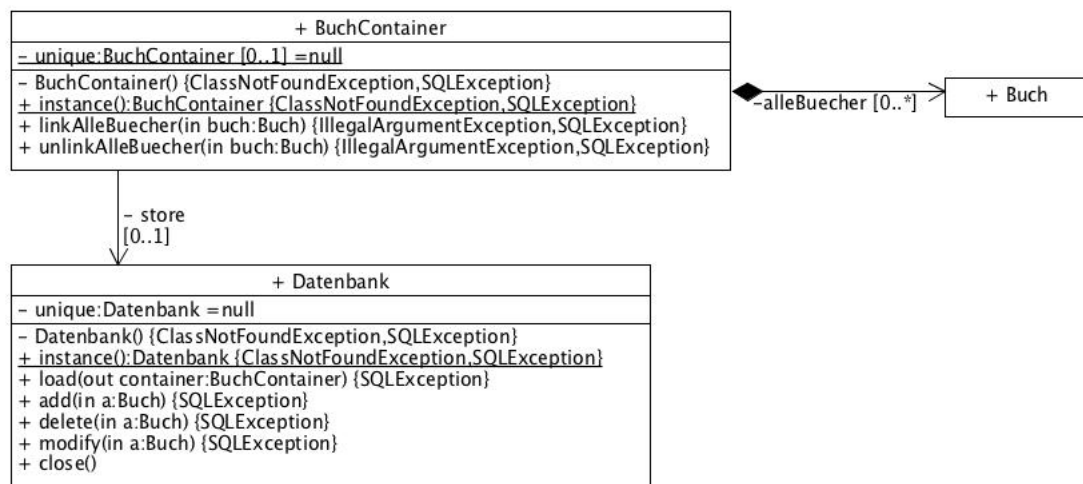 + BuchContainer
– unique:BuchContainer [0..1] =null
– BuchContainer() {ClassNotFoundException,SQLException}
+ instance():BuchContainer {ClassNotFoundException,SQLException}
+ linkAlleBuecher(in buch:Buch) {IllegalArgumentException,SQLException}
+ unlinkAlleBuecher(in buch:Buch) {IllegalArgumentException,SQLException}
–alleBuecher [0..*]
+ Buch
– store
[0..1]
+ Datenbank
– unique:Datenbank =null
– Datenbank() {ClassNotFoundException,SQLException}
+ instance():Datenbank {ClassNotFoundException,SQLException}
+ load(out container:BuchContainer) {SQLException}
+ add(in a:Buch) {SQLException}
+ delete(in a:Buch) {SQLException}
+ modify(in a:Buch) {SQLException}
+ close()